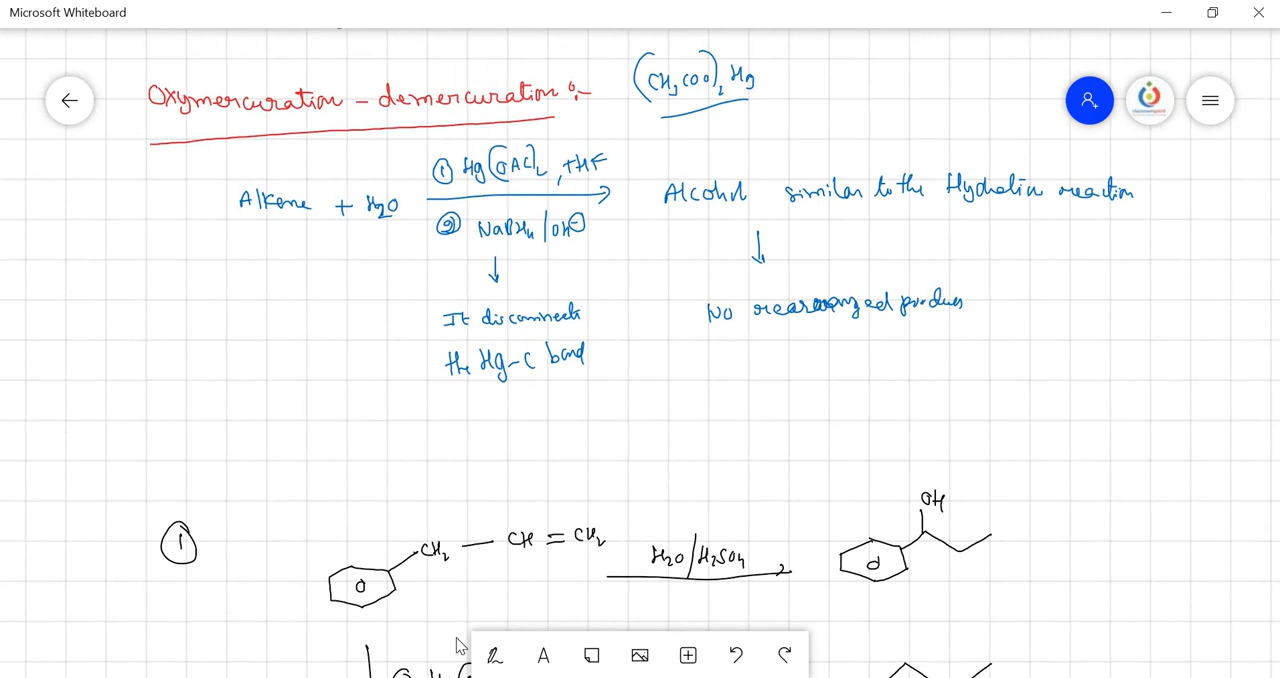 Microsoft Whiteboard
Oxymercuration - demercuration :-
(CH3COO)2 Hg
① Hg(OAc)2, THF
Alkene + H2O
② NaBH4/OH⊖
Alcohol similar to the Hydration reaction
↓
It disconnects
the Hg-C bond
↓
No rearranged product
①
CH2 — CH = CH2
H2O/H2SO4
OH